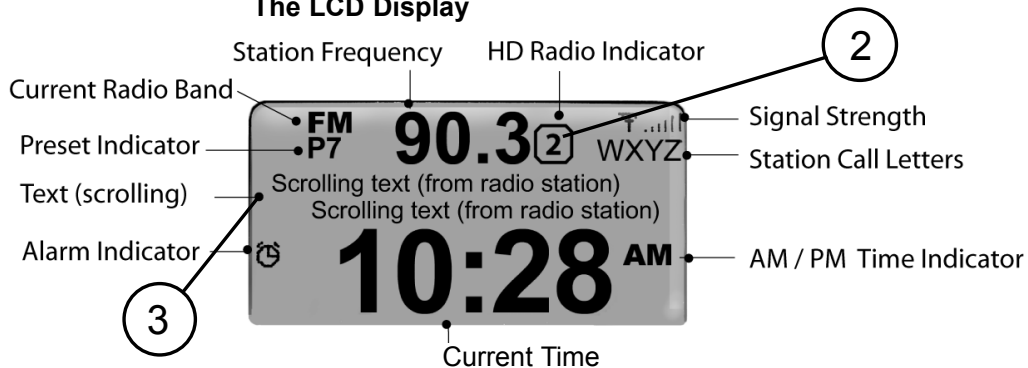 The LCD Display
Station Frequency
HD Radio Indicator
2
Current Radio Band
FM
90.3
2
Signal Strength
Preset Indicator
P7
WXYZ
Station Call Letters
Text (scrolling)
Scrolling text (from radio station)
Scrolling text (from radio station)
Alarm Indicator
10:28
AM
AM / PM Time Indicator
3
Current Time